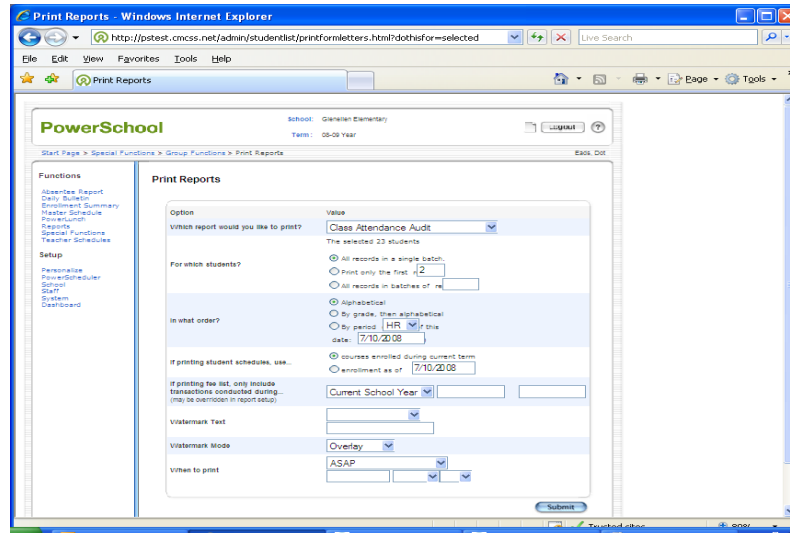 Print Reports - Windows Internet Explorer
http://pstest.cmcss.net/admin/studentlist/printformletters.html?dothisfor=selected
Live Search
File Edit View Favorites Tools Help
Print Reports
Page Tools
PowerSchool
School: Glenellen Elementary
Term: 08-09 Year
Logout ?
Start Page > Special Functions > Group Functions > Print Reports
Eads, Dot
Functions
Absentee Report
Daily Bulletin
Enrollment Summary
Master Schedule
PowerLunch
Reports
Special Functions
Teacher Schedules
Setup
Personalize
PowerScheduler
School
Staff
System
Dashboard
Print Reports
Option Value
Which report would you like to print? Class Attendance Audit
The selected 23 students
For which students?
All records in a single batch.
Print only the first r 2
All records in batches of re
In what order?
Alphabetical
By grade, then alphabetical
By period HR f this
date: 7/10/2008 )
If printing student schedules, use...
courses enrolled during current term
enrollment as of 7/10/2008
If printing fee list, only include
transactions conducted during...
(may be overridden in report setup)
Current School Year
Watermark Text
Watermark Mode Overlay
When to print ASAP
Submit
Trusted sites